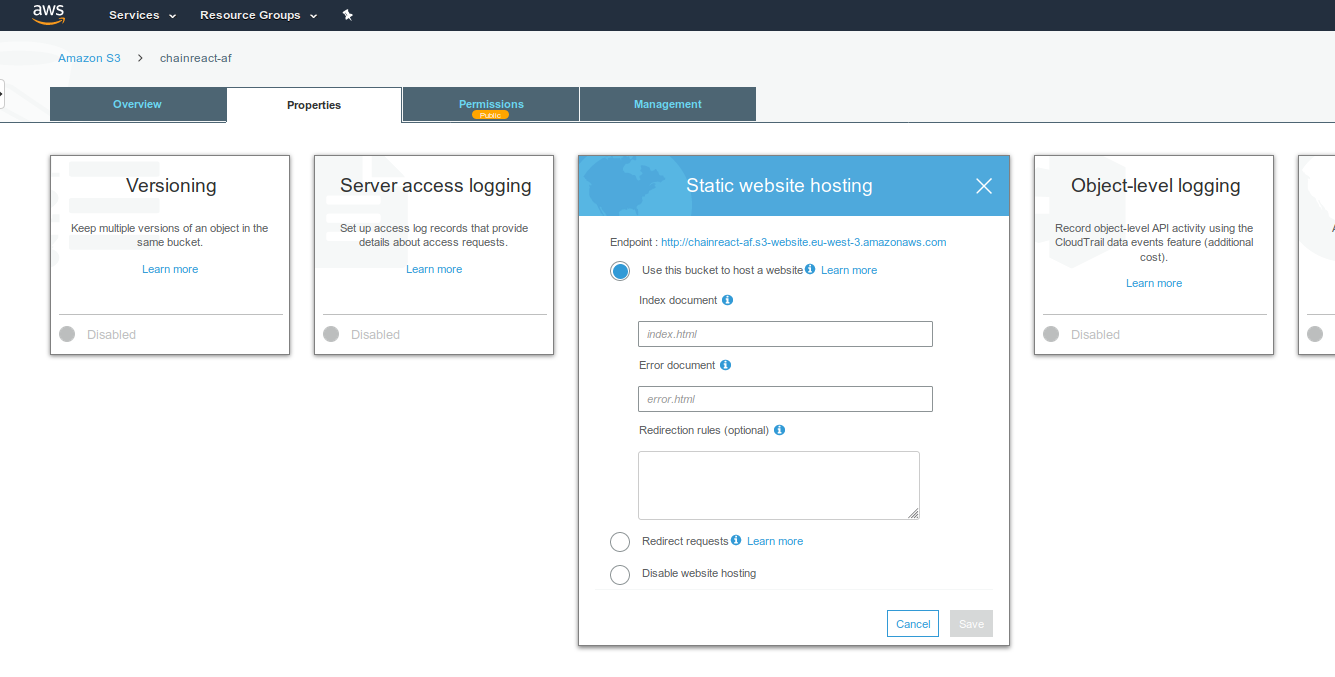 aws Services Resource Groups
Amazon S3 > chainreact-af
Overview
Properties
Permissions
Public
Management
Versioning
Keep multiple versions of an object in the
same bucket.
Learn more
Disabled
Server access logging
Set up access log records that provide
details about access requests.
Learn more
Disabled
Static website hosting
Endpoint : http://chainreact-af.s3-website.eu-west-3.amazonaws.com
Use this bucket to host a website Learn more
Index document
index.html
Error document
error.html
Redirection rules (optional)
Redirect requests Learn more
Disable website hosting
Cancel
Save
Object-level logging
Record object-level API activity using the
CloudTrail data events feature (additional
cost).
Learn more
Disabled